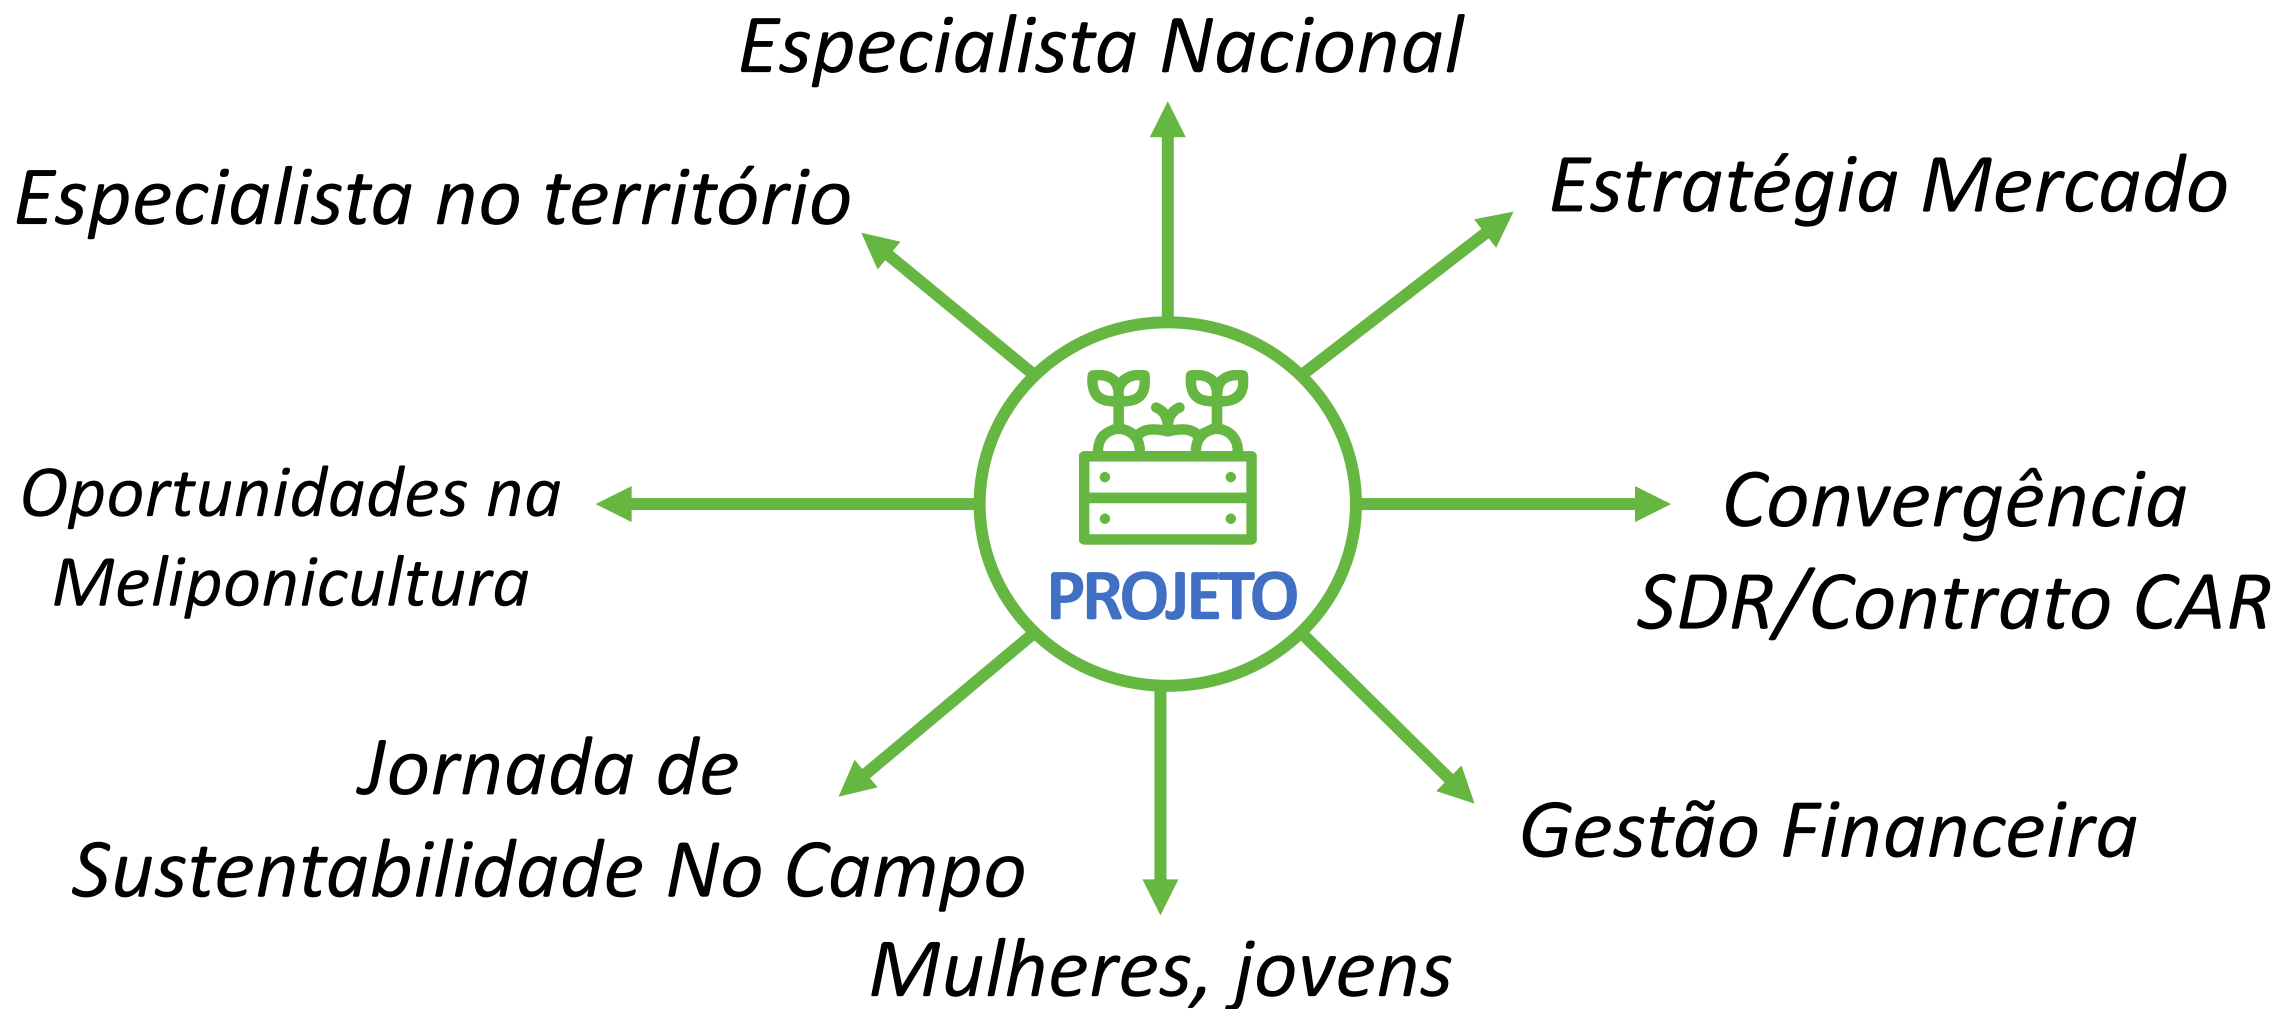 Especialista Nacional
Especialista no território
Estratégia Mercado
Oportunidades na
Meliponicultura
PROJETO
Convergência
SDR/Contrato CAR
Jornada de
Sustentabilidade No Campo
Gestão Financeira
Mulheres, jovens